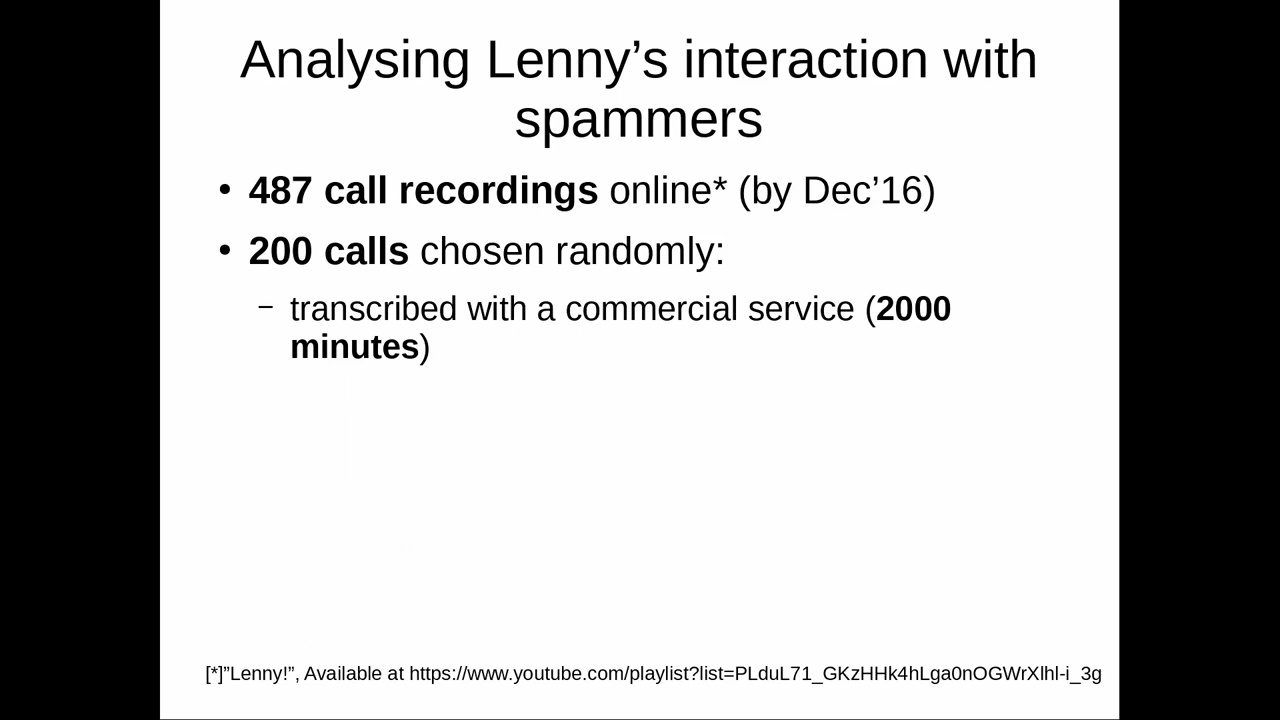 Analysing Lenny’s interaction with
spammers
• 487 call recordings online* (by Dec’16)
• 200 calls chosen randomly:
– transcribed with a commercial service (2000
minutes)
[*]”Lenny!”, Available at https://www.youtube.com/playlist?list=PLduL71_GKzHHk4hLga0nOGWrXlhl-i_3g